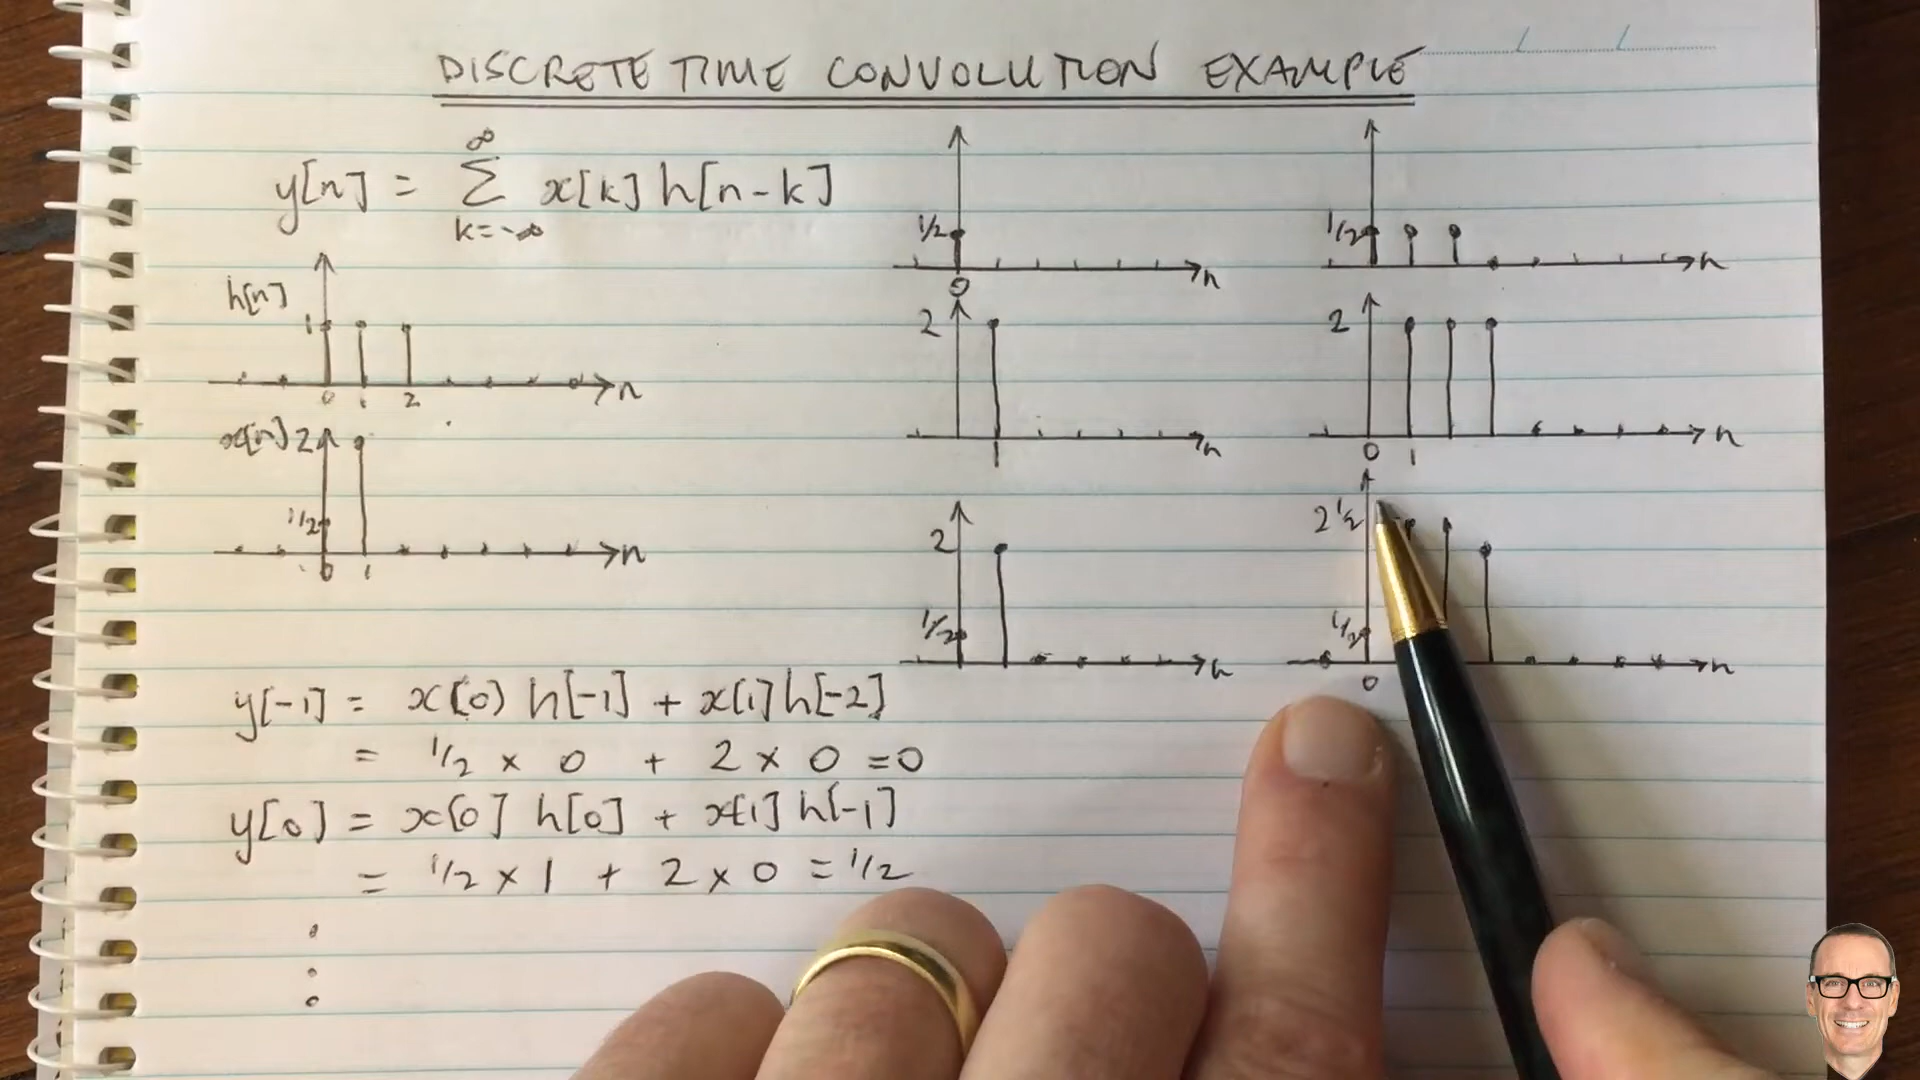 DISCRETE TIME CONVOLUTION EXAMPLE
y[n] = ∞ Σ k=-∞ x[k] h[n-k]
h[n]
1
0 1 2 n
x[n] 2
1/2
0 1 n
y[-1] = x[0] h[-1] + x[1] h[-2]
= 1/2 × 0 + 2 × 0 = 0
y[0] = x[0] h[0] + x[1] h[-1]
= 1/2 × 1 + 2 × 0 = 1/2
1/2
0 n
2
1 n
2
1/2
n
1/2
n
2
0 1 n
2 1/2
1/2
0 n